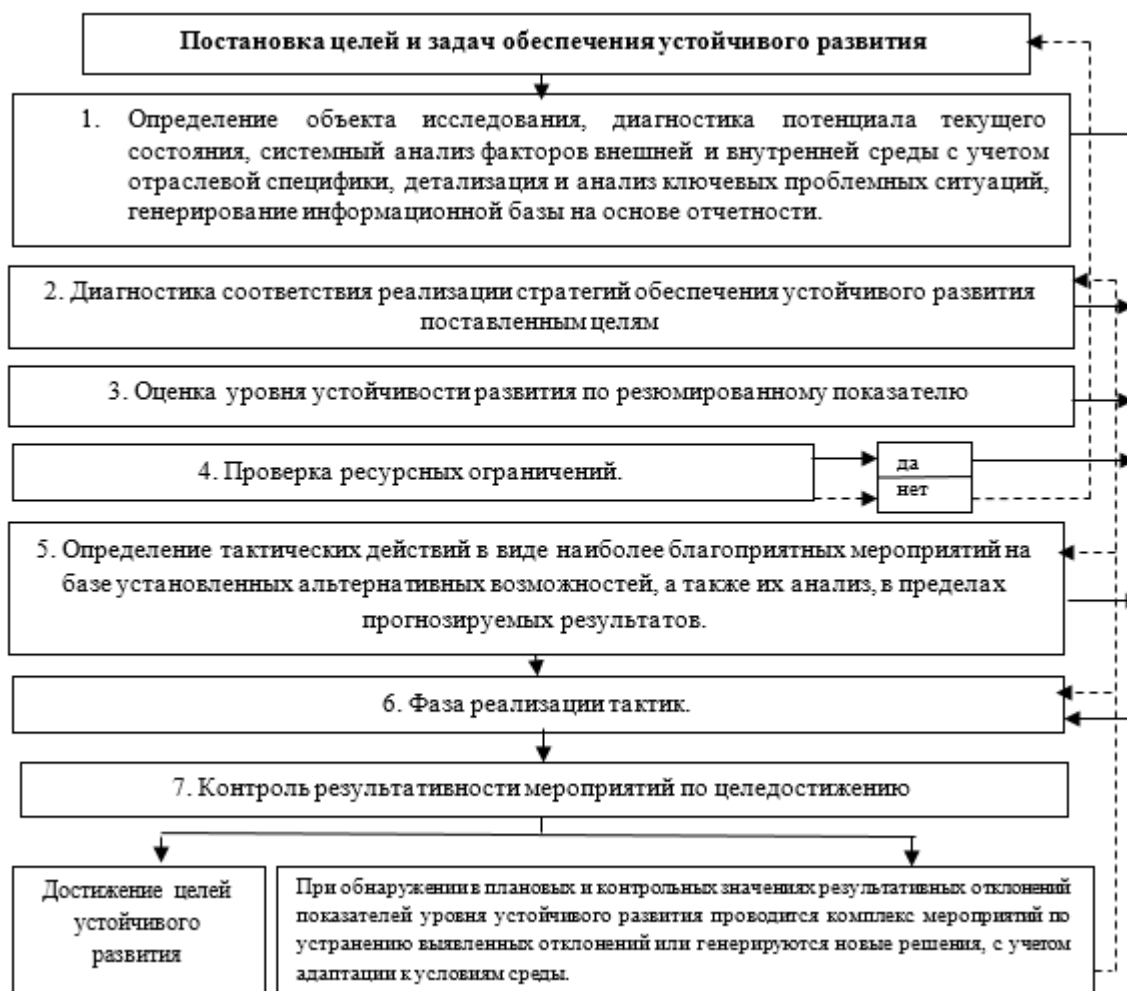 Постановка целей и задач обеспечения устойчивого развития
1. Определение объекта исследования, диагностика потенциала текущего
состояния, системный анализ факторов внешней и внутренней среды с учетом
отраслевой специфики, детализация и анализ ключевых проблемных ситуаций,
генерирование информационной базы на основе отчетности.
2. Диагностика соответствия реализации стратегий обеспечения устойчивого развития
поставленным целям
3. Оценка уровня устойчивости развития по резюмированному показателю
4. Проверка ресурсных ограничений.
да
нет
5. Определение тактических действий в виде наиболее благоприятных мероприятий на
базе установленных альтернативных возможностей, а также их анализ, в пределах
прогнозируемых результатов.
6. Фаза реализации тактик.
7. Контроль результативности мероприятий по целедостижению
Достижение целей
устойчивого
развития
При обнаружении в плановых и контрольных значениях результативных отклонений
показателей уровня устойчивого развития проводится комплекс мероприятий по
устранению выявленных отклонений или генерируются новые решения, с учетом
адаптации к условиям среды.